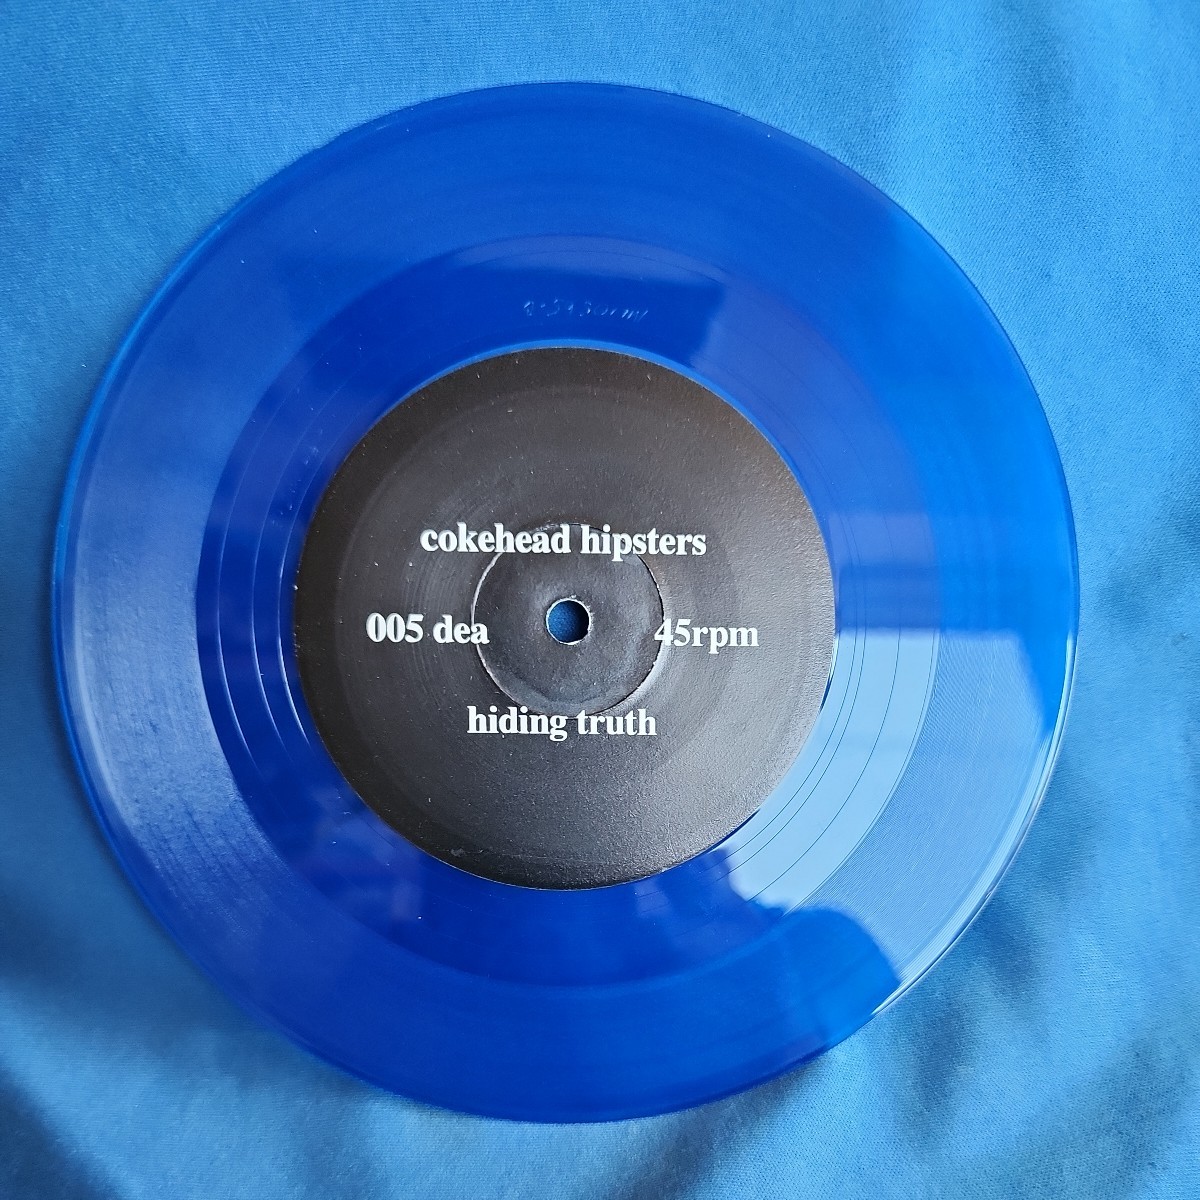 cokehead hipsters
005 dea 45rpm
hiding truth